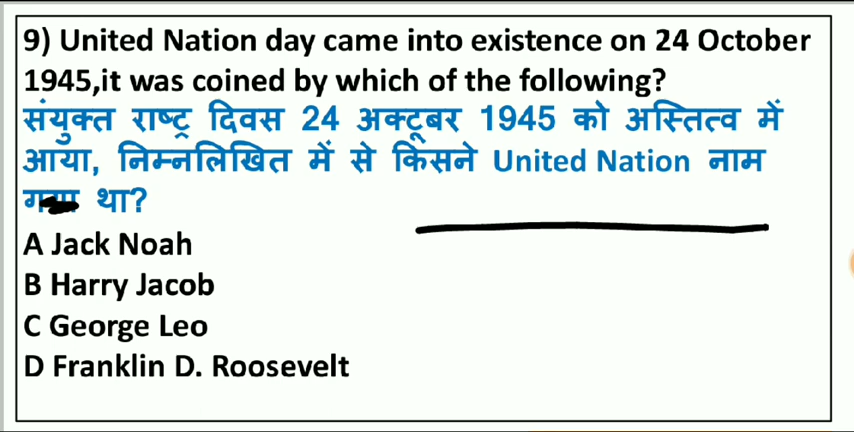 9) United Nation day came into existence on 24 October
1945,it was coined by which of the following?
संयुक्त राष्ट्र दिवस 24 अक्टूबर 1945 को अस्तित्व में
आया, निम्नलिखित में से किसने United Nation नाम
था?
A Jack Noah
B Harry Jacob
C George Leo
D Franklin D. Roosevelt